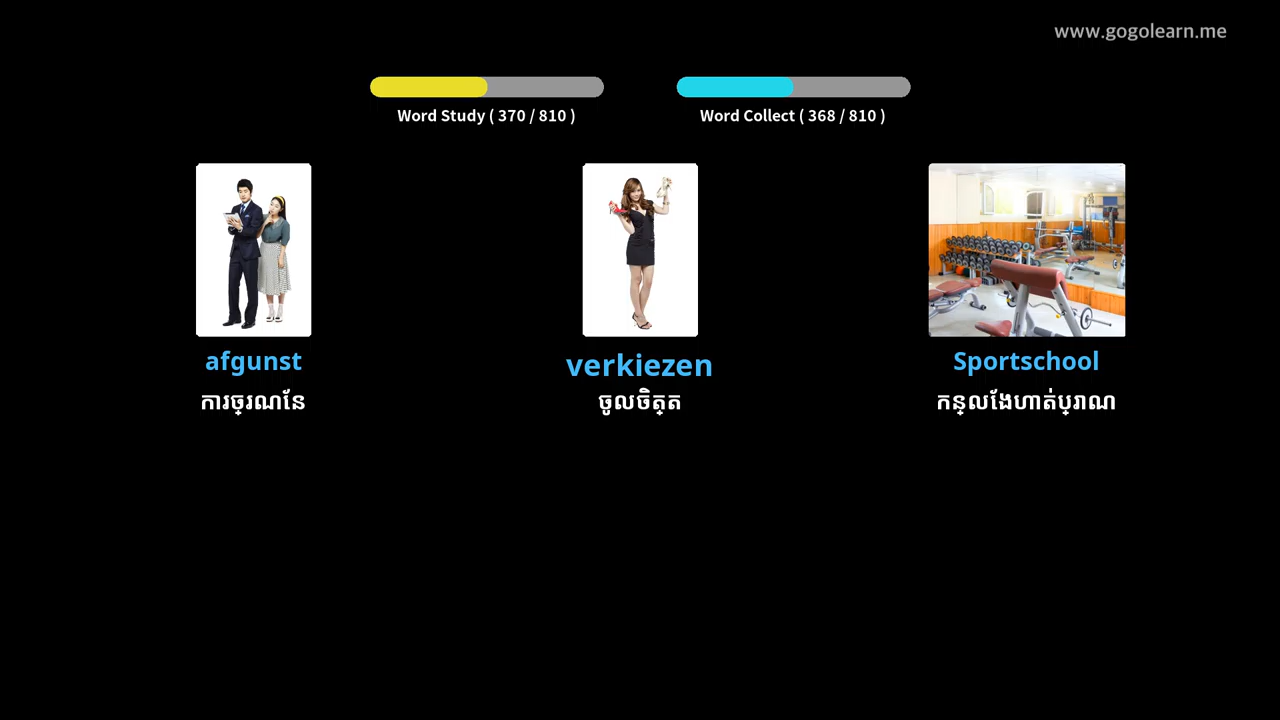 www.gogolearn.me
Word Study ( 370 / 810 )
Word Collect ( 368 / 810 )
afgunst
verkiezen
Sportschool
ការច្រណែន
ចូលចិត្ត
កន្លែងហាត់ប្រាណ